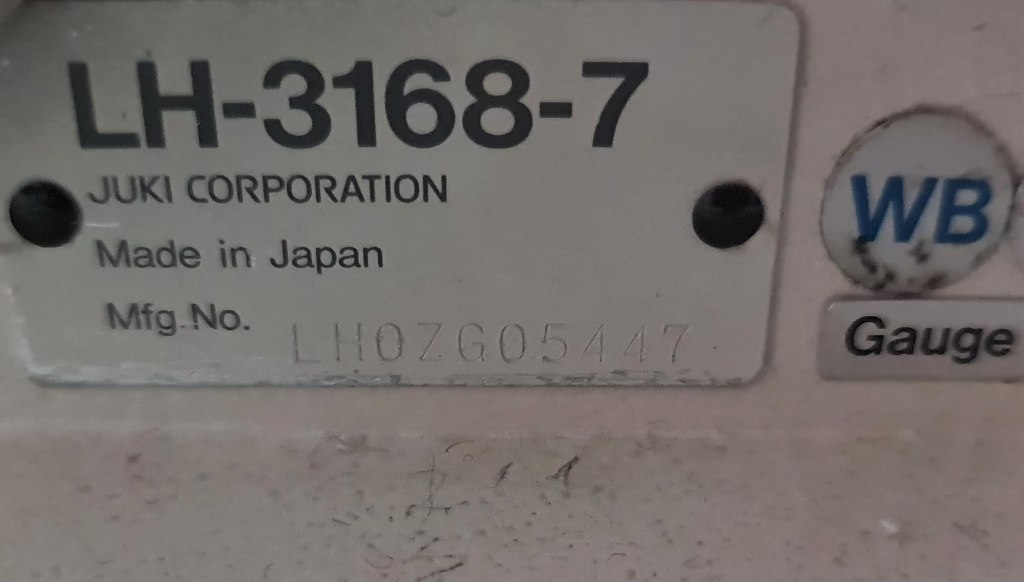 LH-3168-7
JUKI CORPORATION
Made in Japan
Mfg.No. LH0ZG05447
WB
Gauge